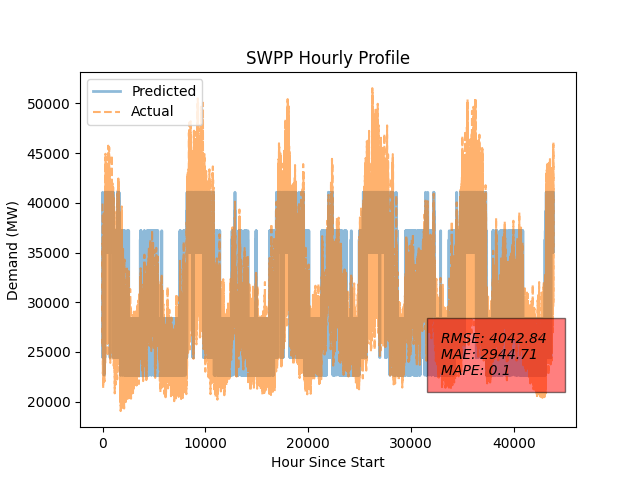 SWPP Hourly Profile
Predicted
Actual
50000
45000
40000
35000
30000
25000
20000
Demand (MW)
RMSE: 4042.84
MAE: 2944.71
MAPE: 0.1
0 10000 20000 30000 40000
Hour Since Start